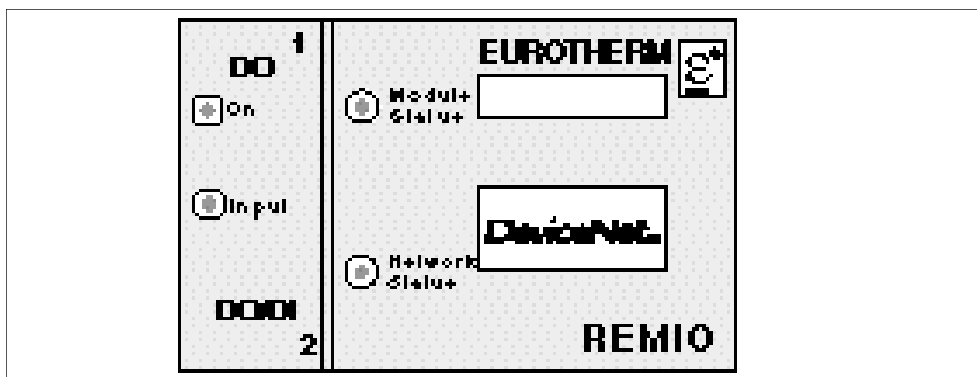 1
DO
On
Input
DO/DI
2
EUROTHERM
ε
Module
Status
DeviceNet
Network
Status
REMIO